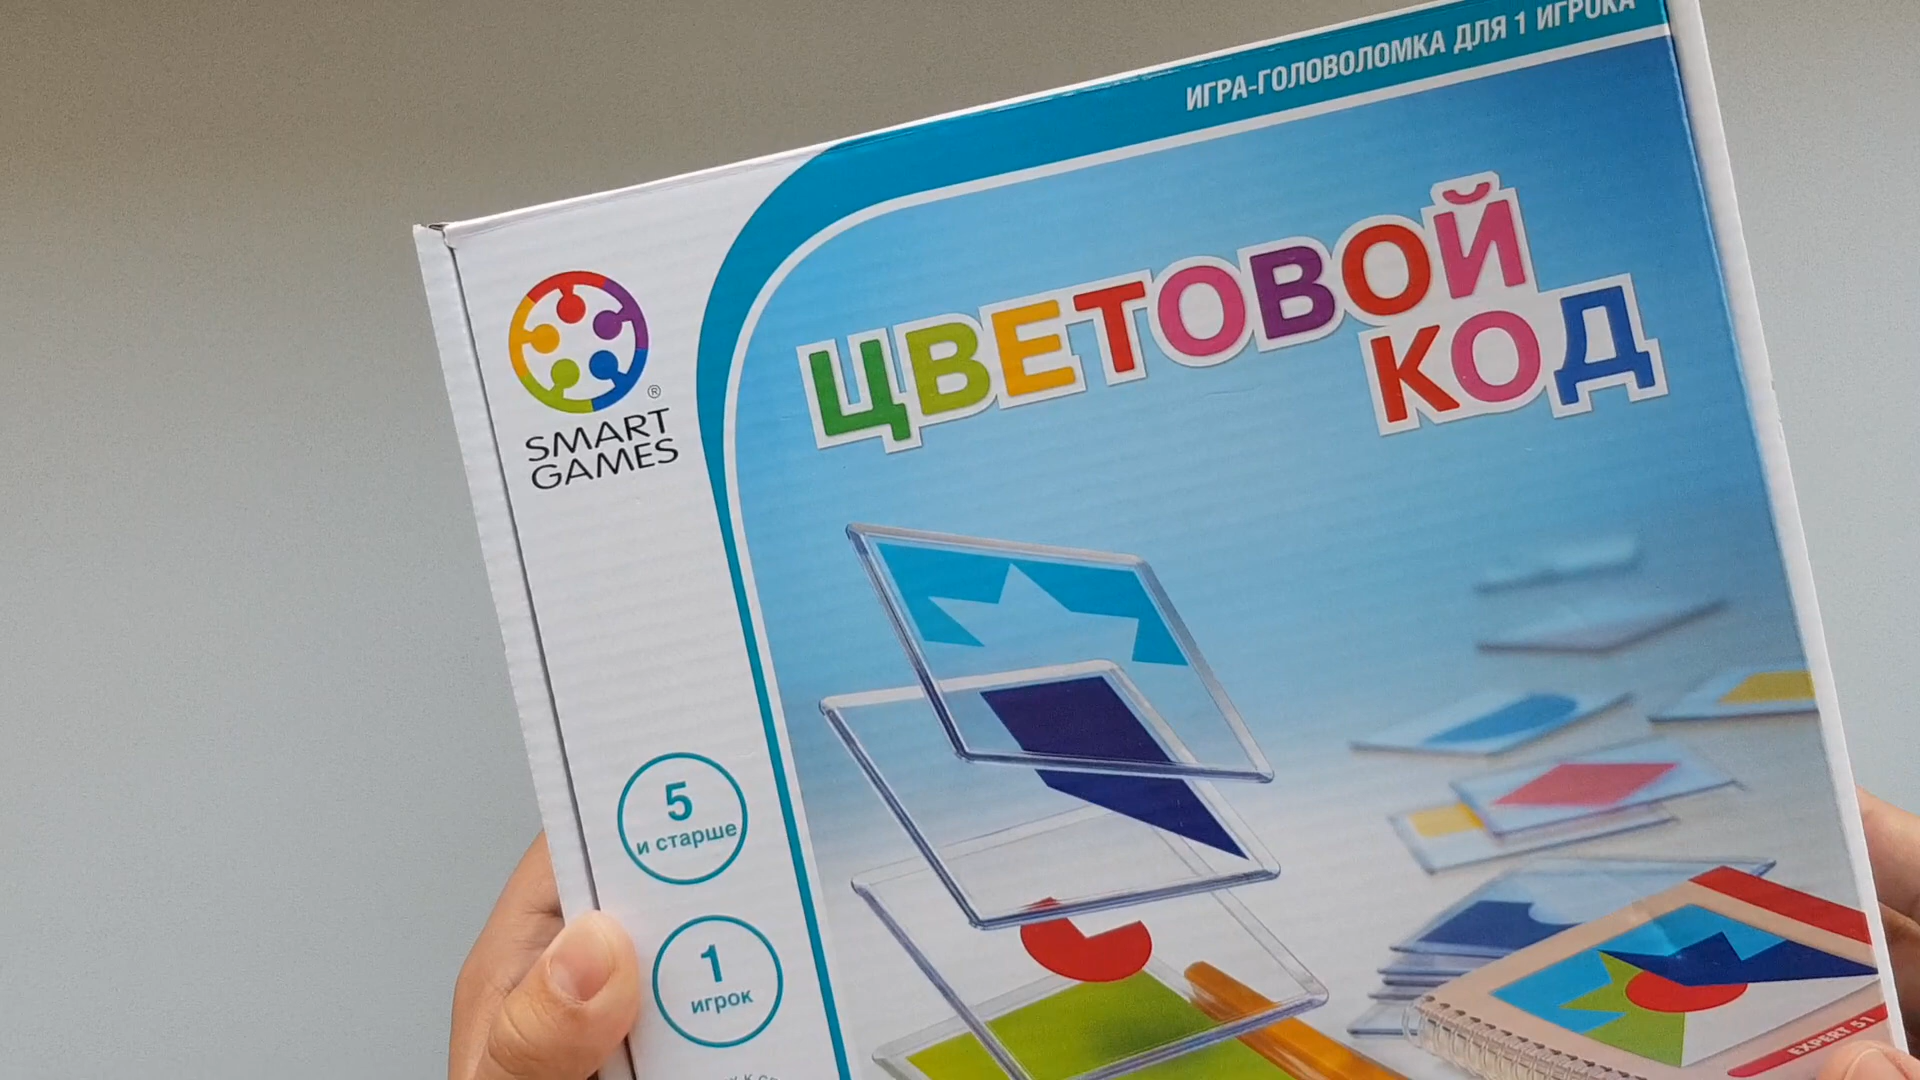 ИГРА-ГОЛОВОЛОМКА ДЛЯ 1 ИГРОКА
ЦВЕТОВОЙ
КОД
®
SMART
GAMES
5
и старше
1
игрок
EXPERT 51